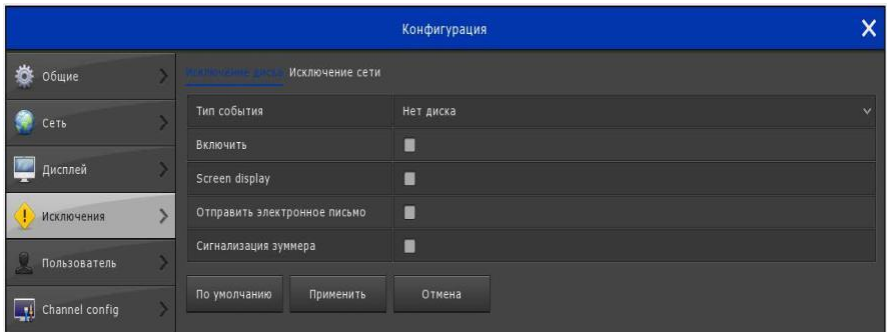 Конфигурация
X
Общие
Сеть
Дисплей
Исключения
Пользователь
Channel config
Исключение диска Исключение сети
Тип события Нет диска
Включить
Screen display
Отправить электронное письмо
Сигнализация зуммера
По умолчанию Применить Отмена